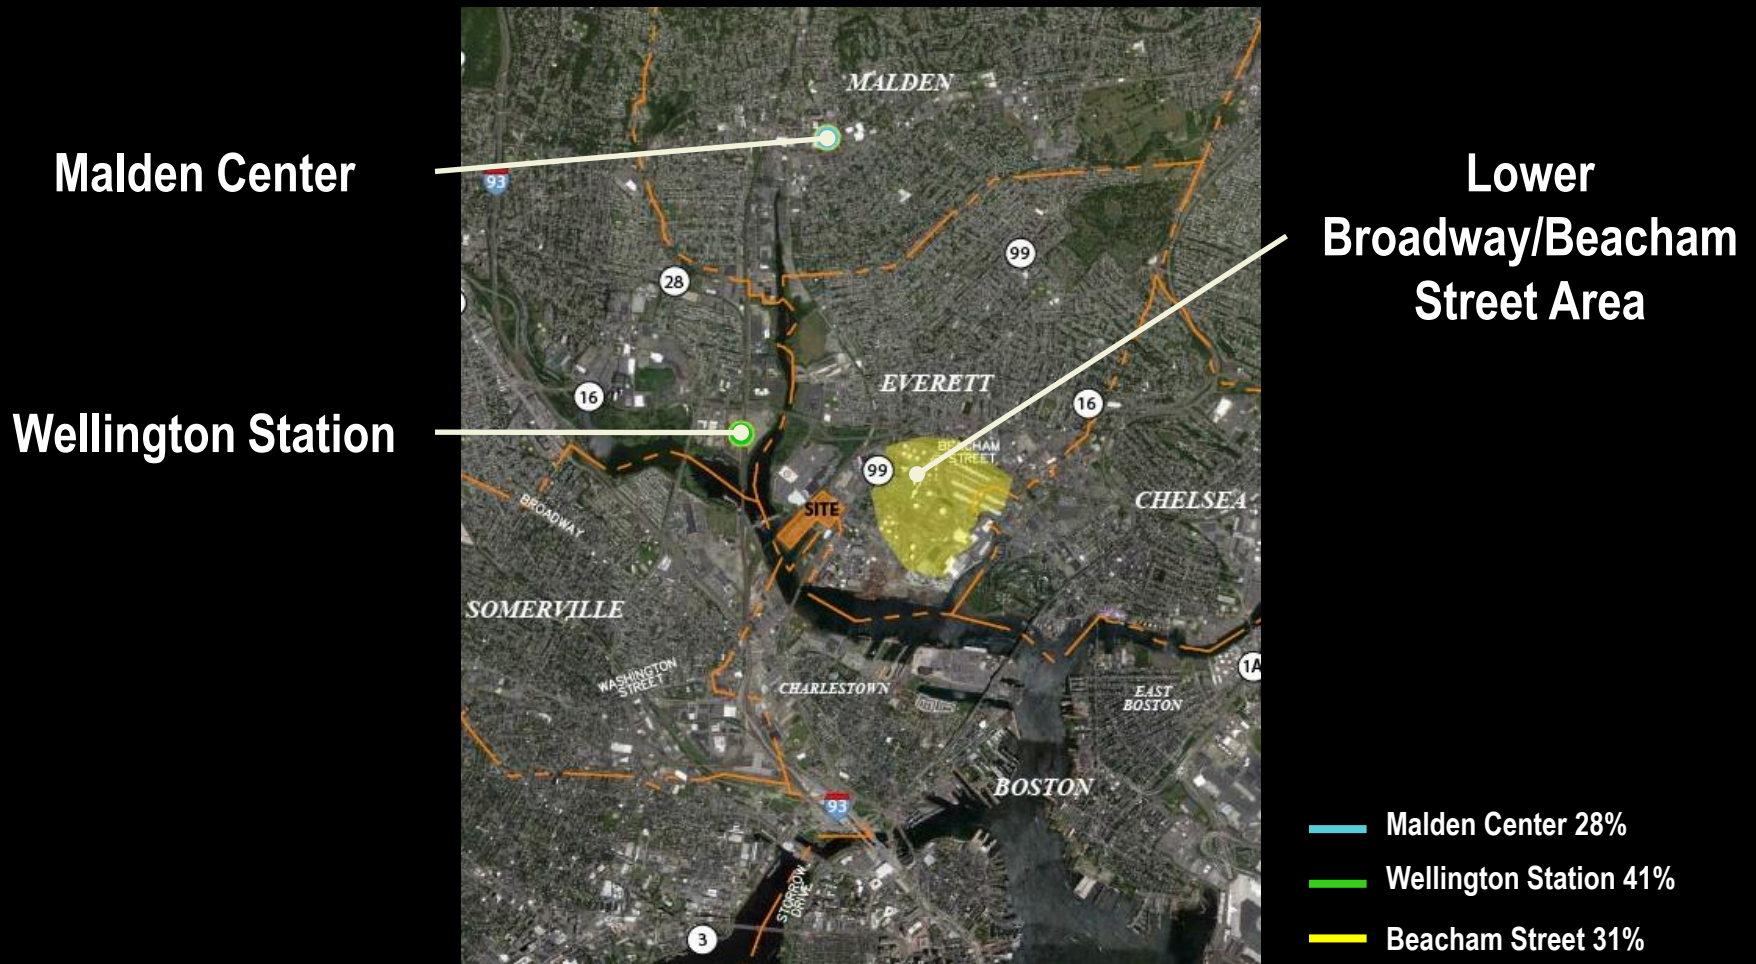 Malden Center
Wellington Station
MALDEN
93
99
28
EVERETT
16
16
BEACHAM
STREET
99
CHELSEA
BROADWAY
SITE
SOMERVILLE
WASHINGTON
STREET
CHARLESTOWN
EAST
BOSTON
1A
BOSTON
93
STORROW
DRIVE
3
Lower
Broadway/Beacham
Street Area
Malden Center 28%
Wellington Station 41%
Beacham Street 31%